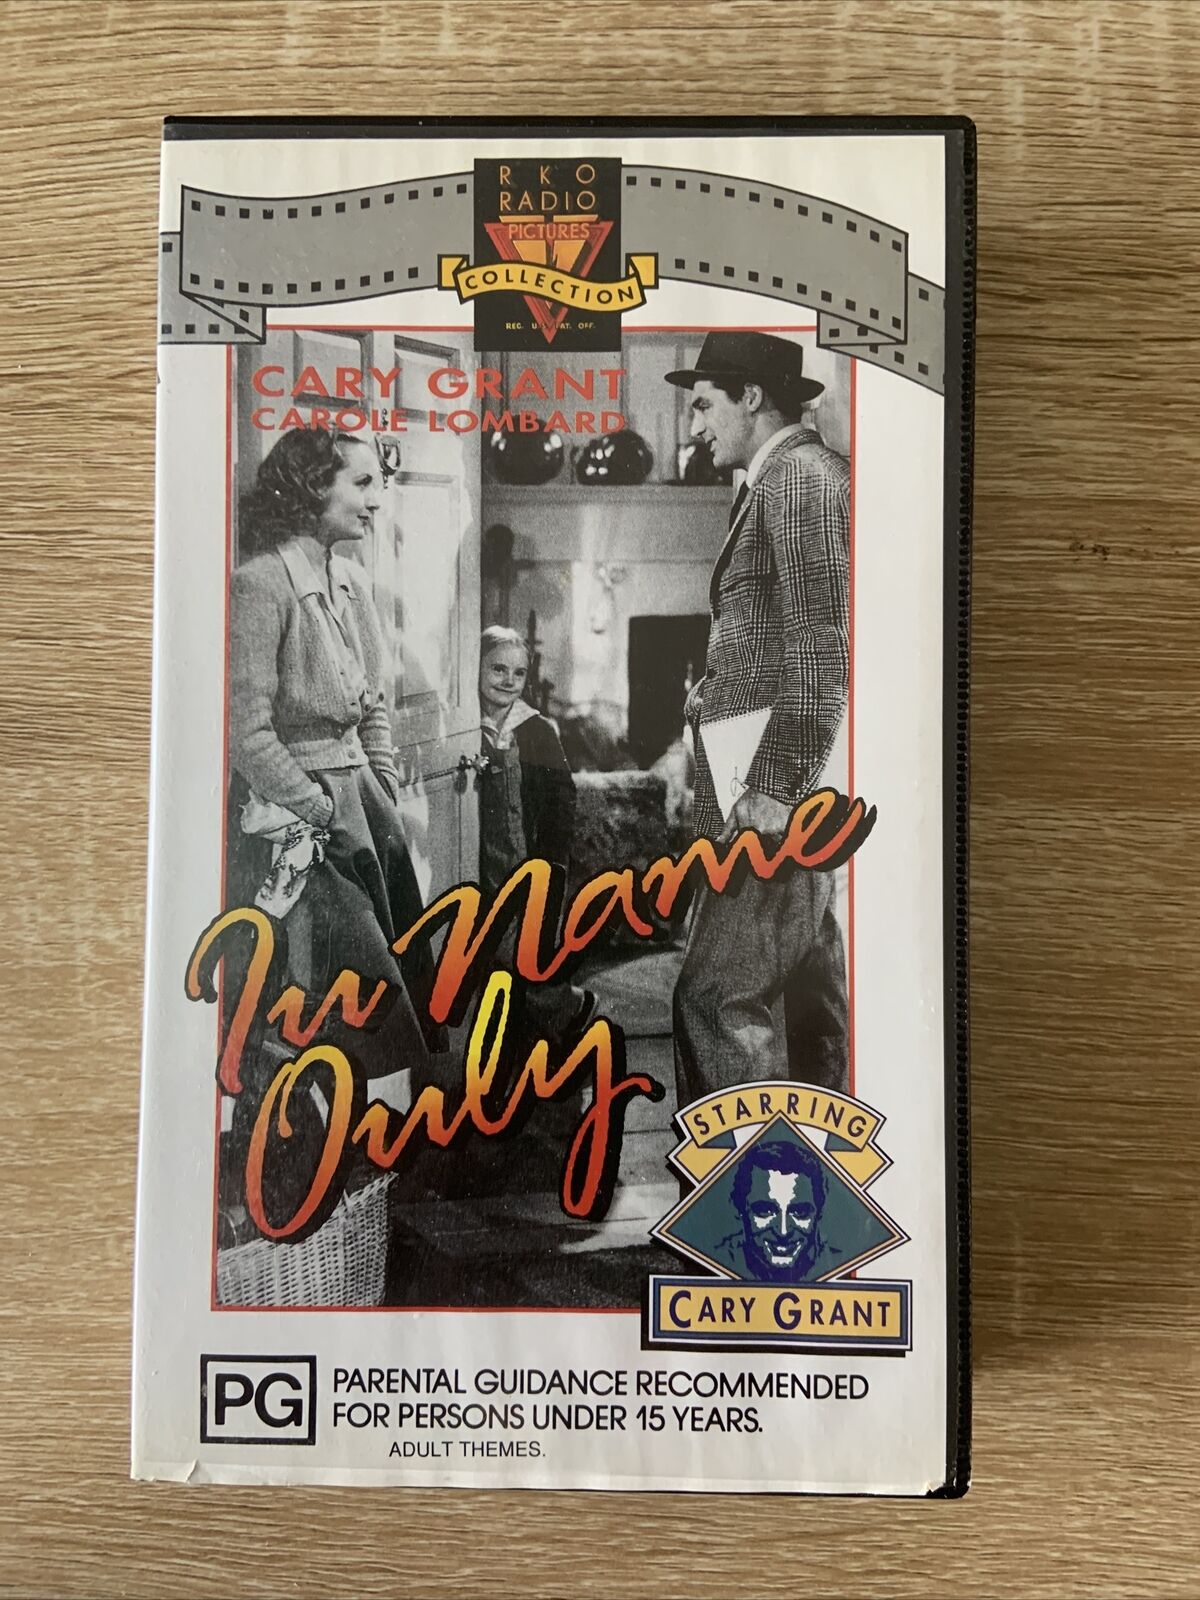 RKO
RADIO
PICTURES
COLLECTION
REG. U.S. PAT. OFF.
CARY GRANT
CAROLE LOMBARD
In Name
Only
STARRING
CARY GRANT
PG
PARENTAL GUIDANCE RECOMMENDED
FOR PERSONS UNDER 15 YEARS.
ADULT THEMES.